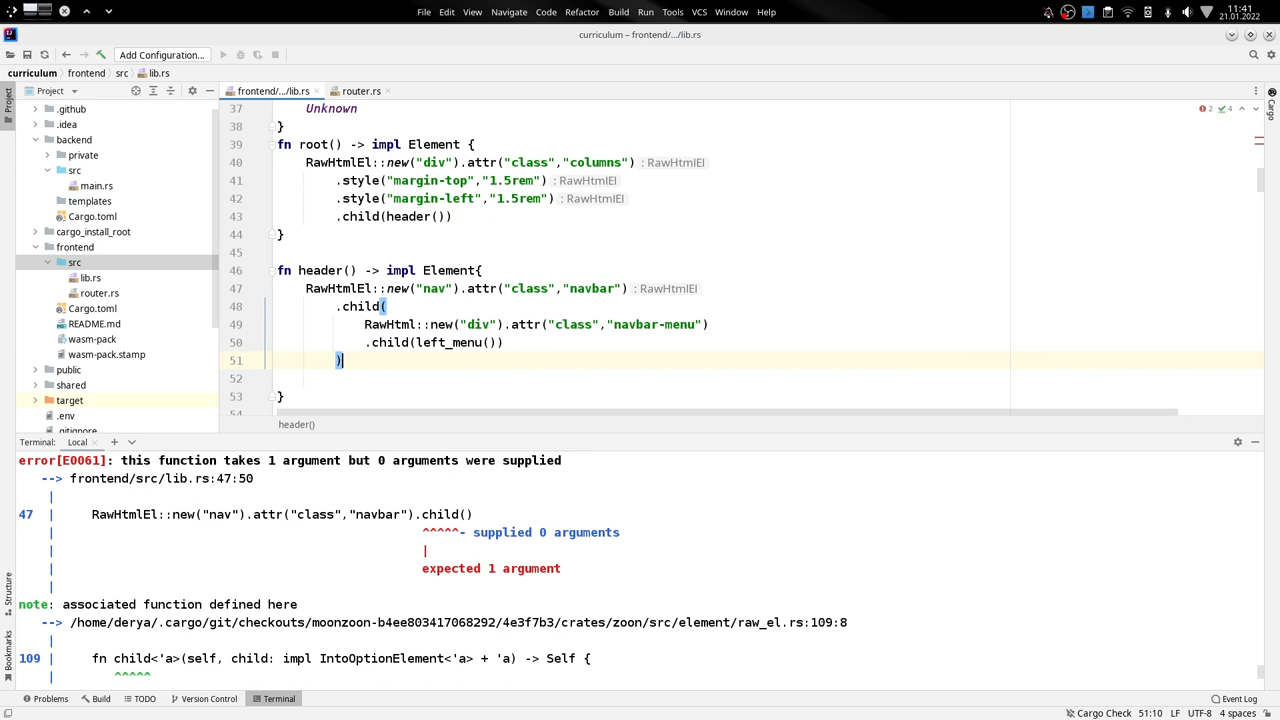 File Edit View Navigate Code Refactor Build Run Tools VCS Window Help
11:41
21.01.2022
curriculum – frontend/.../lib.rs
Add Configuration...
curriculum frontend src lib.rs
Project
frontend/.../lib.rs
router.rs
Project
Structure
Bookmarks
Cargo
.github
.idea
backend
private
src
main.rs
templates
Cargo.toml
cargo_install_root
frontend
src
lib.rs
router.rs
Cargo.toml
README.md
wasm-pack
wasm-pack.stamp
public
shared
target
.env
.gitignore
2 4
37 Unknown
38 }
39 fn root() -> impl Element {
40 RawHtmlEl::new("div").attr("class","columns") : RawHtmlEl
41 .style("margin-top","1.5rem") : RawHtmlEl
42 .style("margin-left","1.5rem") : RawHtmlEl
43 .child(header())
44 }
45
46 fn header() -> impl Element{
47 RawHtmlEl::new("nav").attr("class","navbar") : RawHtmlEl
48 .child(
49 RawHtml::new("div").attr("class","navbar-menu")
50 .child(left_menu())
51 )
52
53 }
54
header()
Terminal: Local
error[E0061]: this function takes 1 argument but 0 arguments were supplied
--> frontend/src/lib.rs:47:50
|
47 | RawHtmlEl::new("nav").attr("class","navbar").child()
| ^^^^^- supplied 0 arguments
| |
| expected 1 argument
|
note: associated function defined here
--> /home/derya/.cargo/git/checkouts/moonzoon-b4ee803417068292/4e3f7b3/crates/zoon/src/element/raw_el.rs:109:8
|
109 | fn child<'a>(self, child: impl IntoOptionElement<'a> + 'a) -> Self {
| ^^^^^
Problems Build TODO Version Control Terminal Event Log
Cargo Check 51:10 LF UTF-8 4 spaces